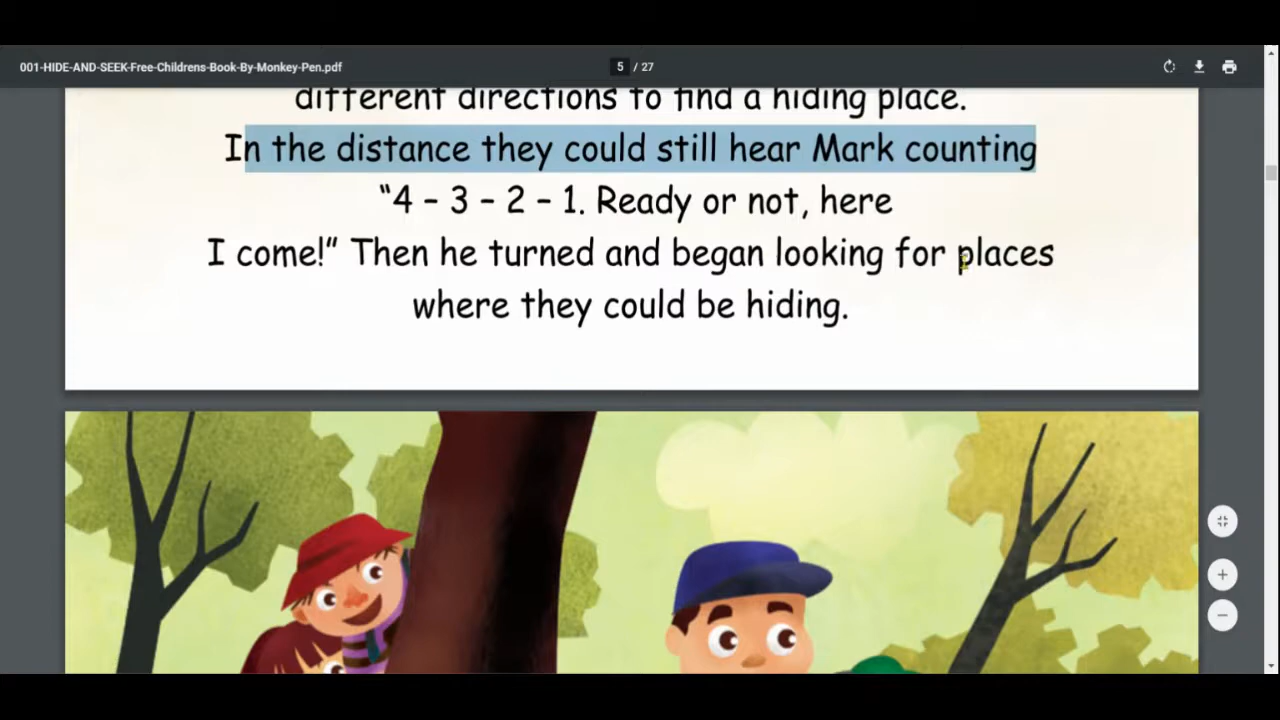 001-HIDE-AND-SEEK-Free-Childrens-Book-By-Monkey-Pen.pdf
5 / 27
different directions to find a hiding place.
In the distance they could still hear Mark counting
“4 – 3 – 2 – 1. Ready or not, here
I come!” Then he turned and began looking for places
where they could be hiding.